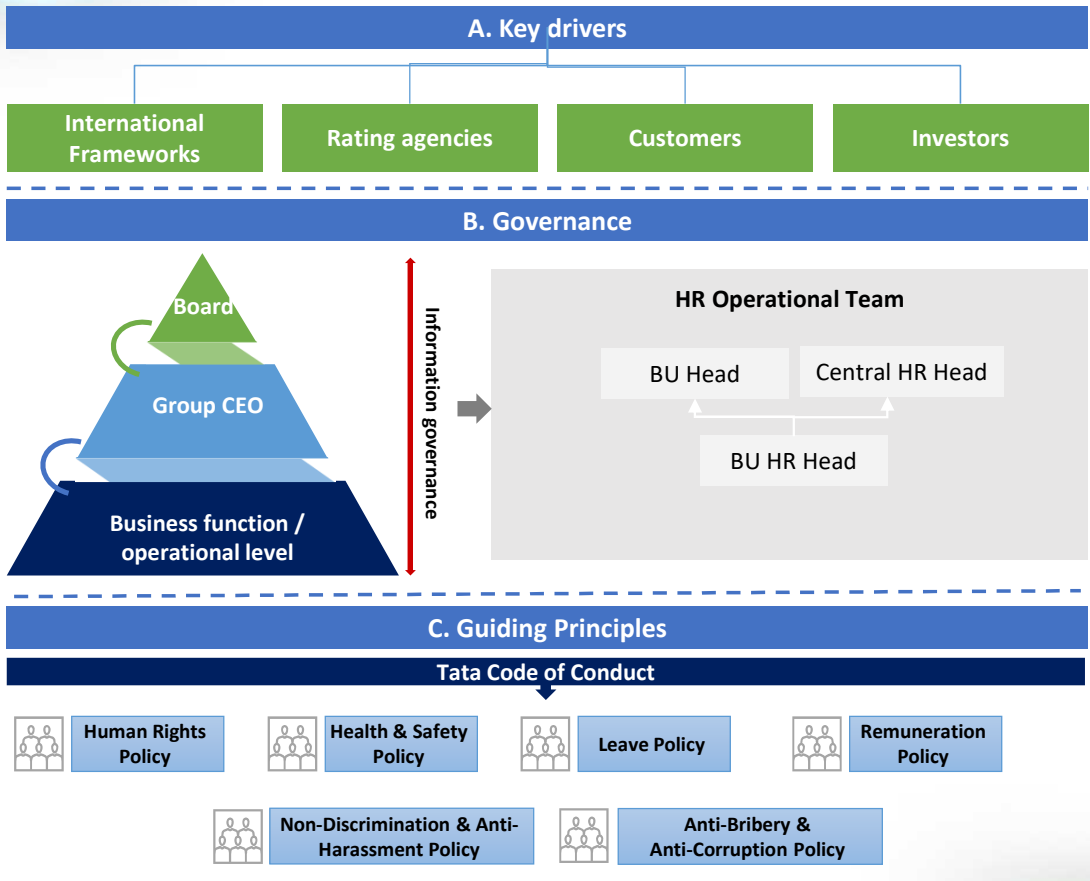 A. Key drivers
International
Frameworks
Rating agencies
Customers
Investors
B. Governance
Board
Group CEO
Business function /
operational level
Information governance
HR Operational Team
BU Head
Central HR Head
BU HR Head
C. Guiding Principles
Tata Code of Conduct
Human Rights
Policy
Health & Safety
Policy
Leave Policy
Remuneration
Policy
Non-Discrimination & Anti-
Harassment Policy
Anti-Bribery &
Anti-Corruption Policy